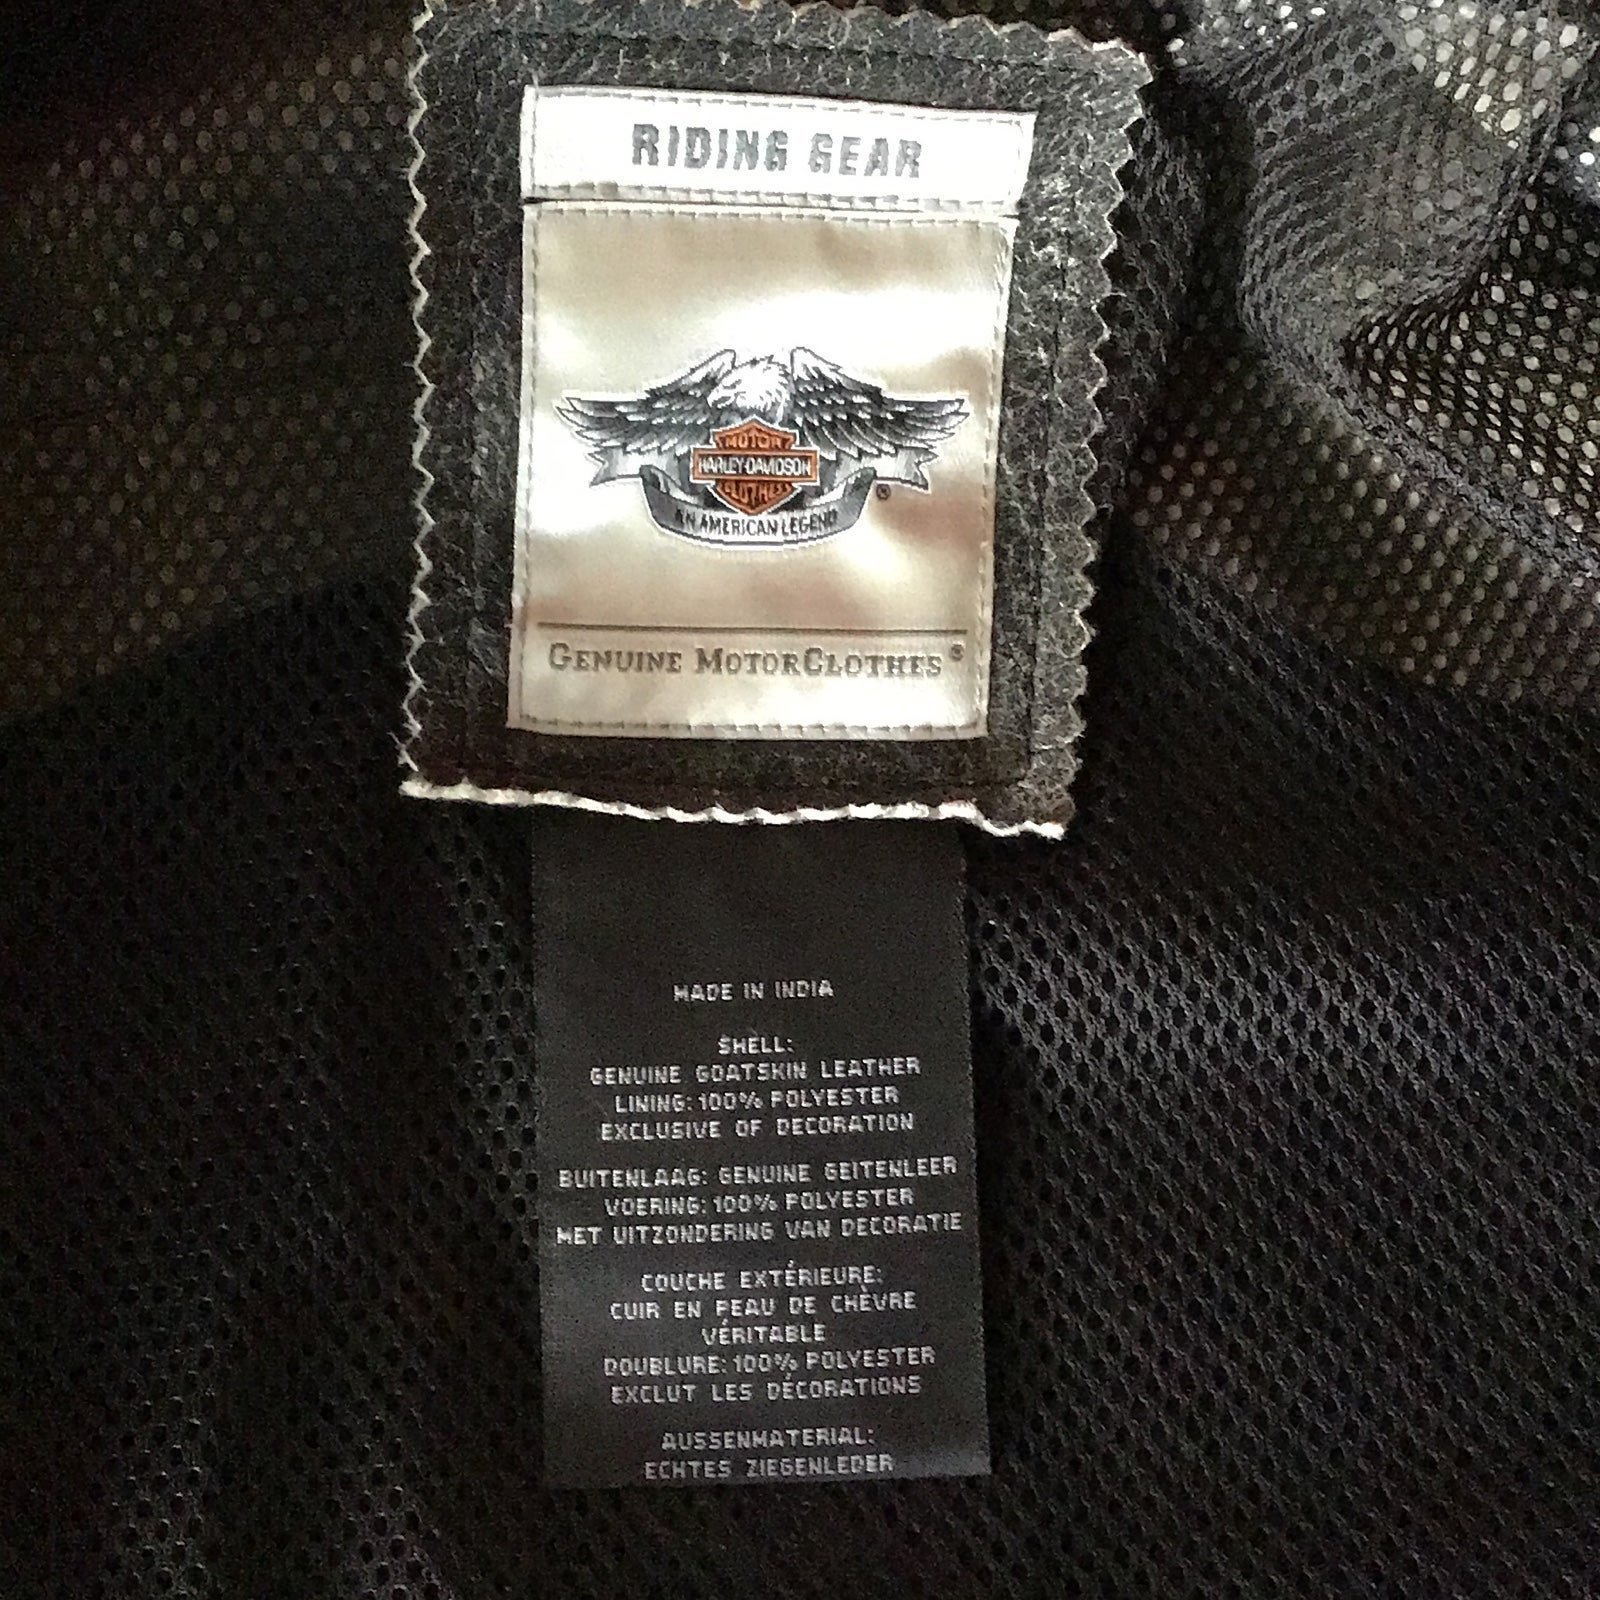 RIDING GEAR
MOTOR
HARLEY-DAVIDSON
CLOTHES
®
AN AMERICAN LEGEND
GENUINE MOTORCLOTHES®
MADE IN INDIA
SHELL:
GENUINE GOATSKIN LEATHER
LINING: 100% POLYESTER
EXCLUSIVE OF DECORATION
BUITENLAAG: GENUINE GEITENLEER
VOERING: 100% POLYESTER
MET UITZONDERING VAN DECORATIE
COUCHE EXTÉRIEURE:
CUIR EN PEAU DE CHÈVRE
VÉRITABLE
DOUBLURE: 100% POLYESTER
EXCLUT LES DÉCORATIONS
AUSSENMATERIAL:
ECHTES ZIEGENLEDER